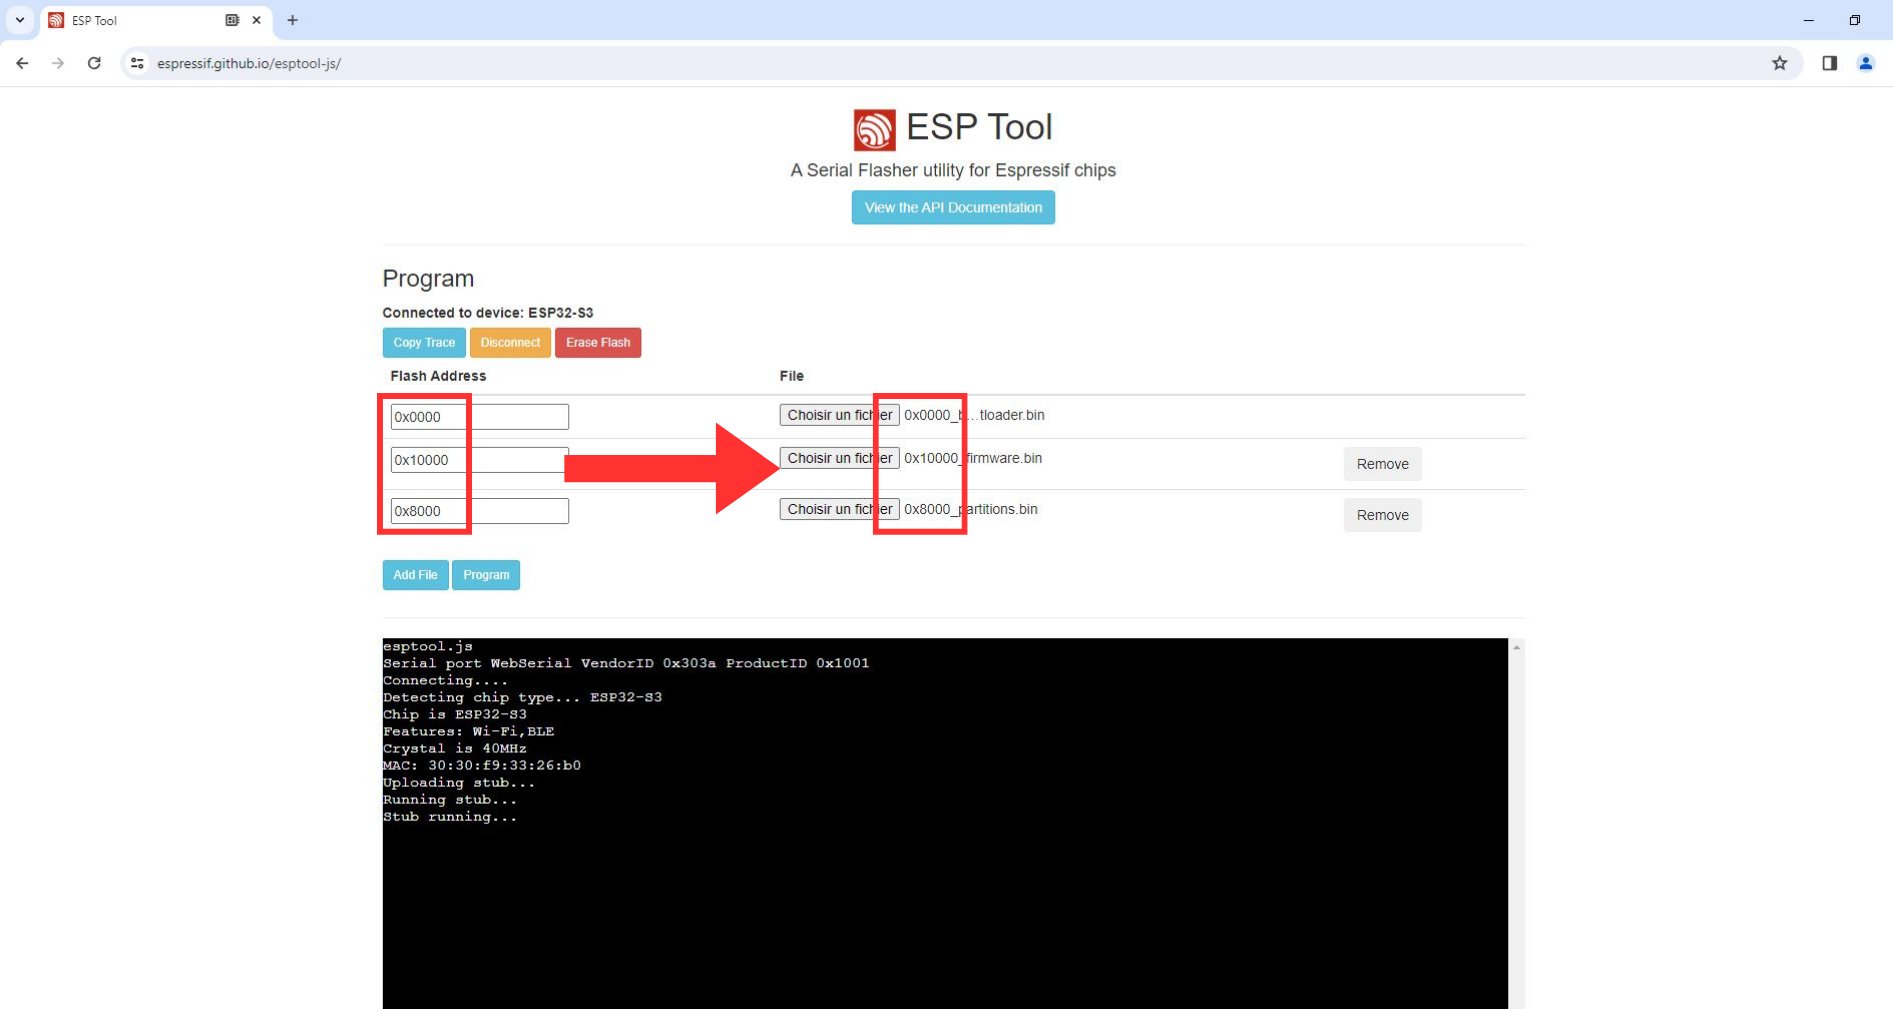 ESP Tool
espressif.github.io/esptool-js/
ESP Tool
A Serial Flasher utility for Espressif chips
View the API Documentation
Program
Connected to device: ESP32-S3
Copy Trace Disconnect Erase Flash
Flash Address File
0x0000 Choisir un fichier 0x0000_b...tloader.bin
0x10000 Choisir un fichier 0x10000_firmware.bin Remove
0x8000 Choisir un fichier 0x8000_partitions.bin Remove
Add File Program
esptool.js
Serial port WebSerial VendorID 0x303a ProductID 0x1001
Connecting....
Detecting chip type... ESP32-S3
Chip is ESP32-S3
Features: Wi-Fi,BLE
Crystal is 40MHz
MAC: 30:30:f9:33:26:b0
Uploading stub...
Running stub...
Stub running...